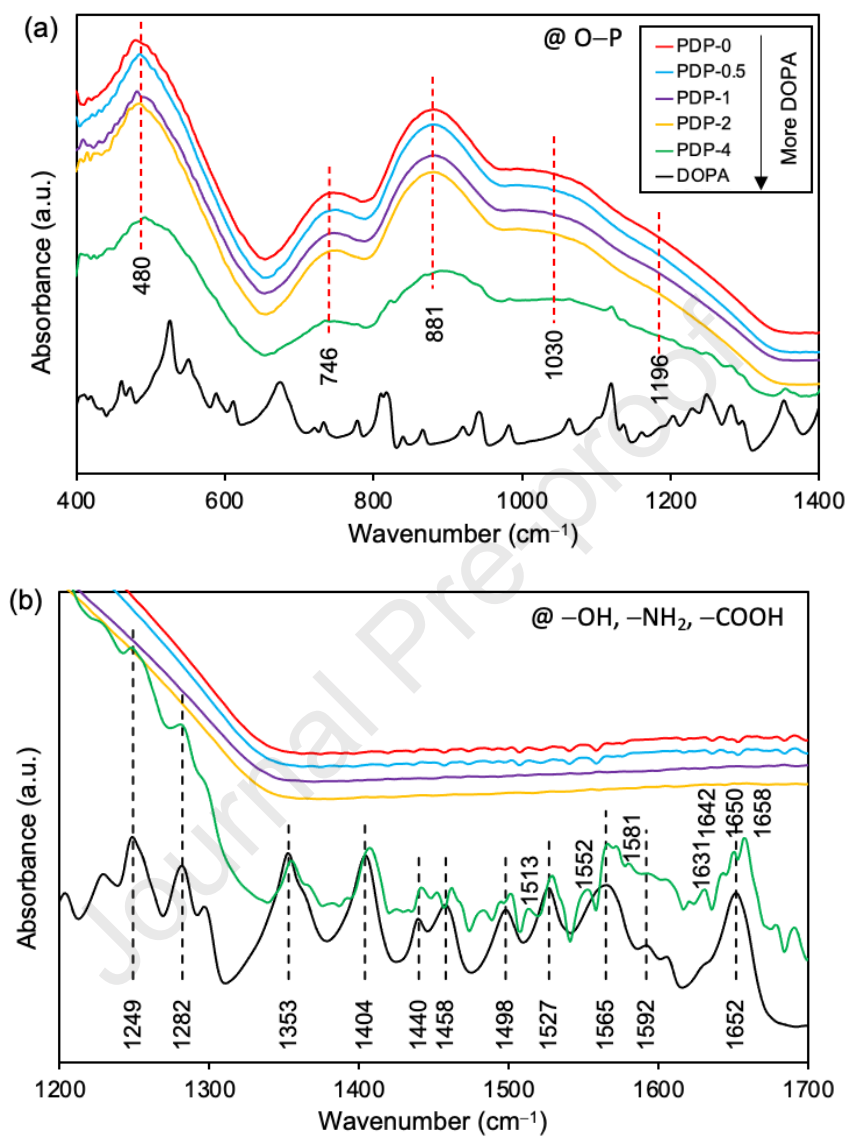 (a)
@ O–P
PDP-0
PDP-0.5
PDP-1
PDP-2
PDP-4
DOPA
More DOPA
480
746
881
1030
1196
Absorbance (a.u.)
400
600
800
1000
1200
1400
Wavenumber (cm⁻¹)
Journal Pre-proof
(b)
@ –OH, –NH₂, –COOH
1249
1282
1353
1404
1440
1458
1498
1513
1527
1552
1565
1581
1592
1631
1642
1650
1652
1658
Absorbance (a.u.)
1200
1300
1400
1500
1600
1700
Wavenumber (cm⁻¹)